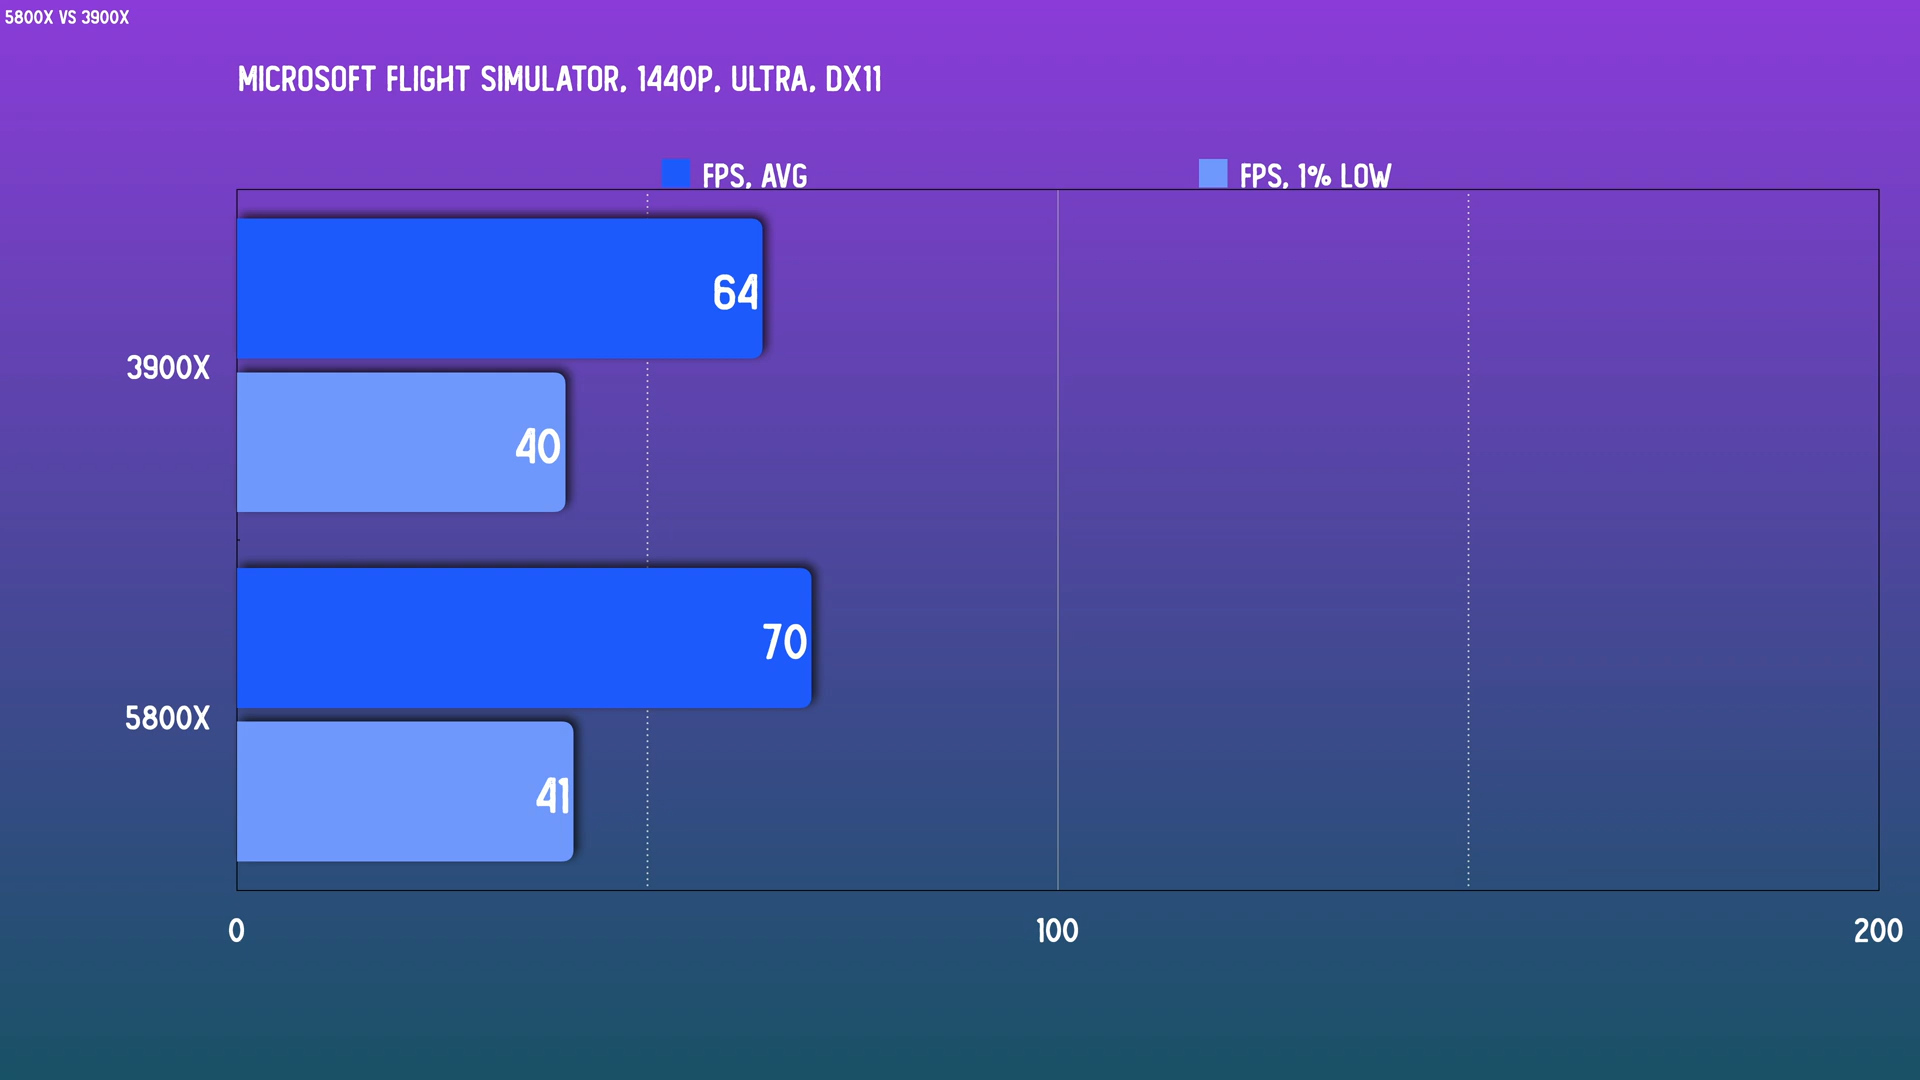 5800X VS 3900X
MICROSOFT FLIGHT SIMULATOR, 1440P, ULTRA, DX11
FPS, AVG
FPS, 1% LOW
64
3900X
40
70
5800X
41
0
100
200